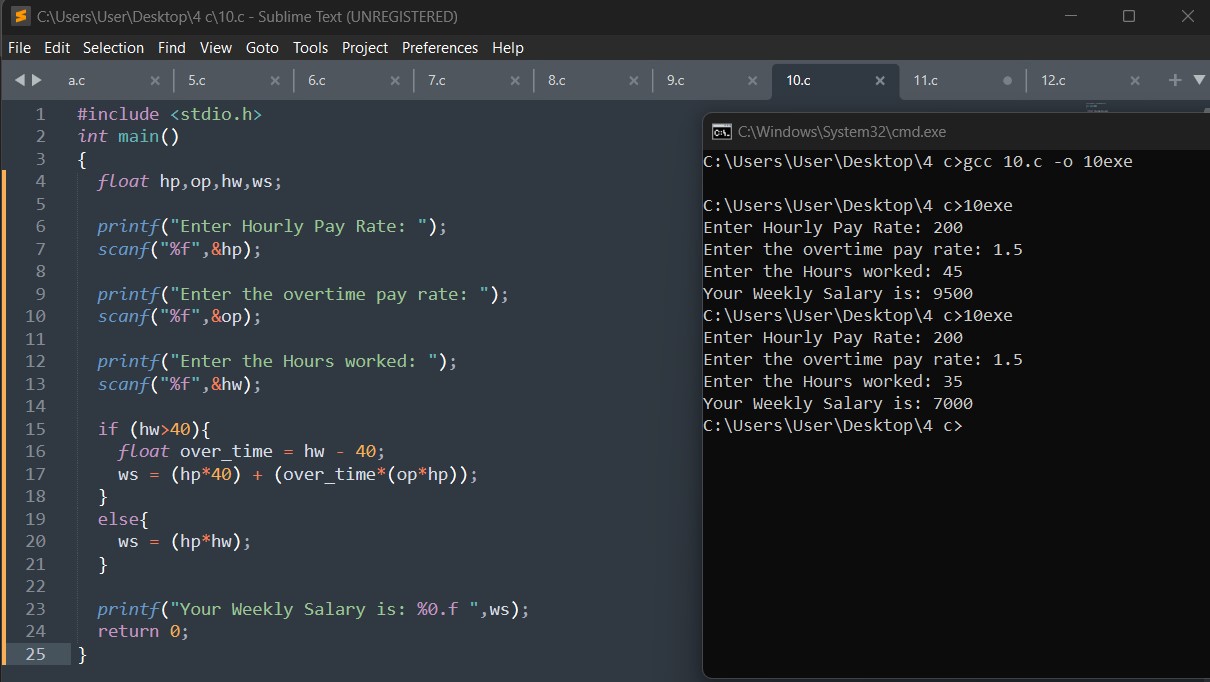 C:\Users\User\Desktop\4 c\10.c - Sublime Text (UNREGISTERED)
File Edit Selection Find View Goto Tools Project Preferences Help
a.c 5.c 6.c 7.c 8.c 9.c 10.c 11.c 12.c
1 #include <stdio.h>
2 int main()
3 {
4 float hp,op,hw,ws;
5
6 printf("Enter Hourly Pay Rate: ");
7 scanf("%f",&hp);
8
9 printf("Enter the overtime pay rate: ");
10 scanf("%f",&op);
11
12 printf("Enter the Hours worked: ");
13 scanf("%f",&hw);
14
15 if (hw>40){
16 float over_time = hw - 40;
17 ws = (hp*40) + (over_time*(op*hp));
18 }
19 else{
20 ws = (hp*hw);
21 }
22
23 printf("Your Weekly Salary is: %0.f ",ws);
24 return 0;
25 }
C:\Windows\System32\cmd.exe
C:\Users\User\Desktop\4 c>gcc 10.c -o 10exe
C:\Users\User\Desktop\4 c>10exe
Enter Hourly Pay Rate: 200
Enter the overtime pay rate: 1.5
Enter the Hours worked: 45
Your Weekly Salary is: 9500
C:\Users\User\Desktop\4 c>10exe
Enter Hourly Pay Rate: 200
Enter the overtime pay rate: 1.5
Enter the Hours worked: 35
Your Weekly Salary is: 7000
C:\Users\User\Desktop\4 c>